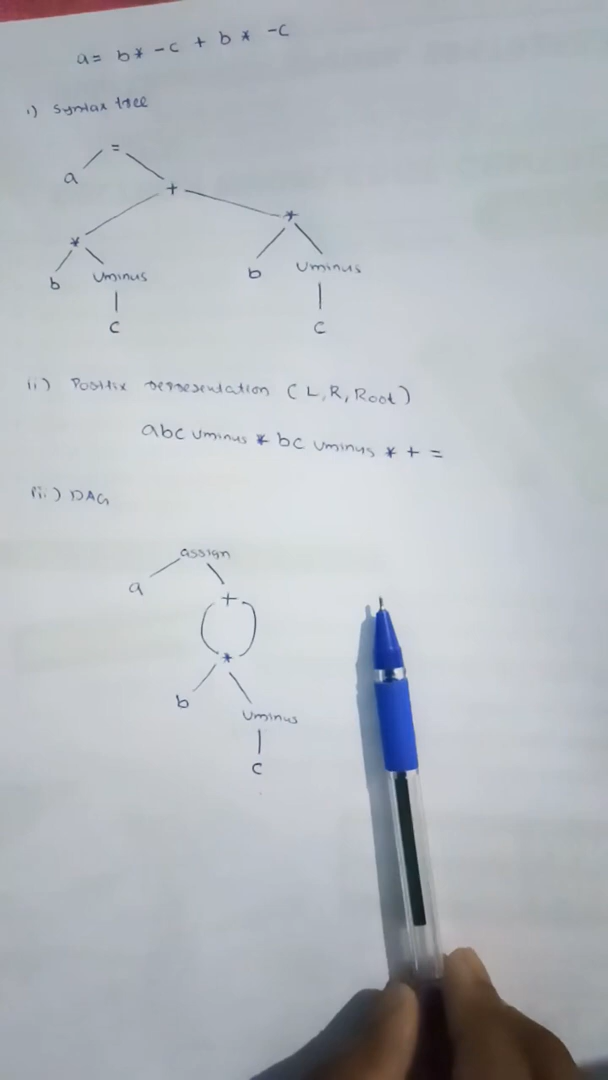 a = b * - c + b * - c
i) Syntax tree
=
a
+
*
*
b uminus
b uminus
c
c
ii) Postfix representation (L, R, Root)
abc uminus * bc uminus * + =
iii) DAG
assign
a
+
*
b
uminus
c